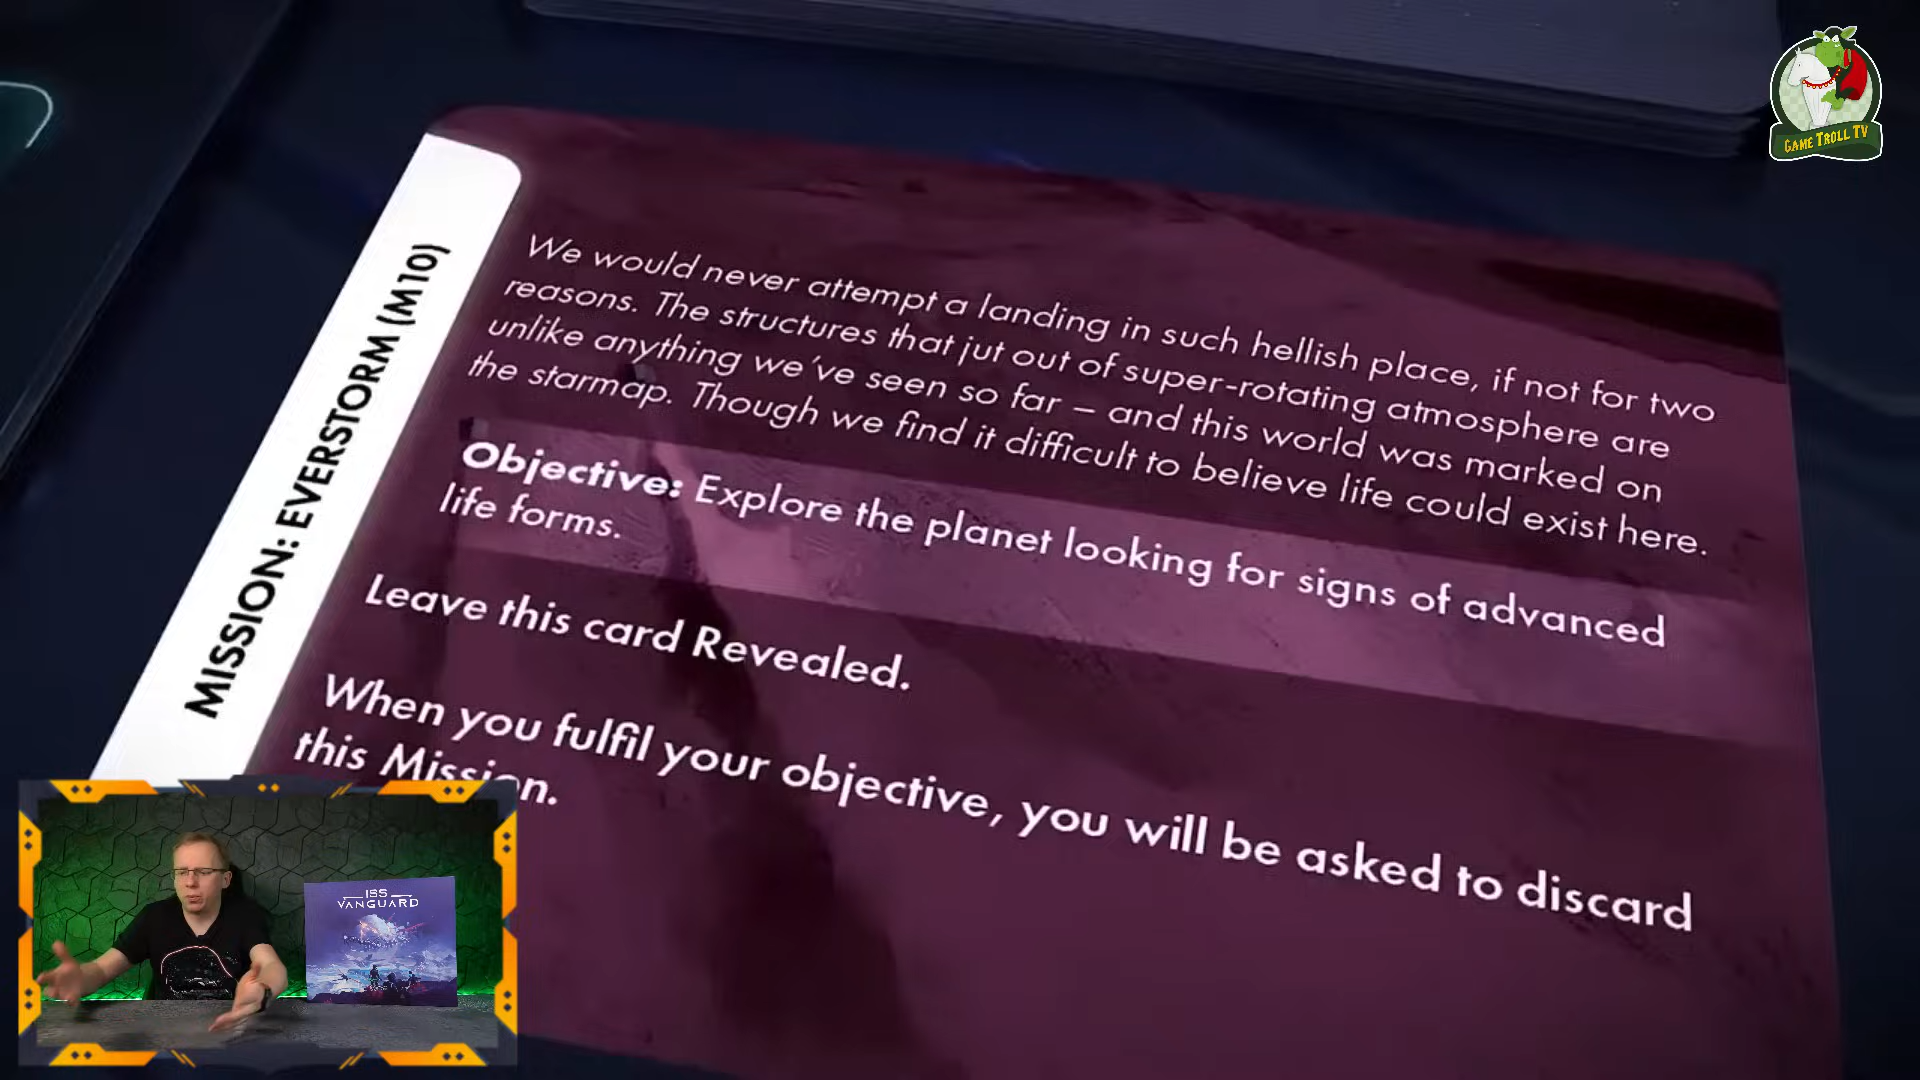 GAME TROLL TV
MISSION: EVERSTORM (M10)
We would never attempt a landing in such hellish place, if not for two
reasons. The structures that jut out of super-rotating atmosphere are
unlike anything we've seen so far – and this world was marked on
the starmap. Though we find it difficult to believe life could exist here.
Objective: Explore the planet looking for signs of advanced
life forms.
Leave this card Revealed.
When you fulfil your objective, you will be asked to discard
this Mission.
ISS
VANGUARD